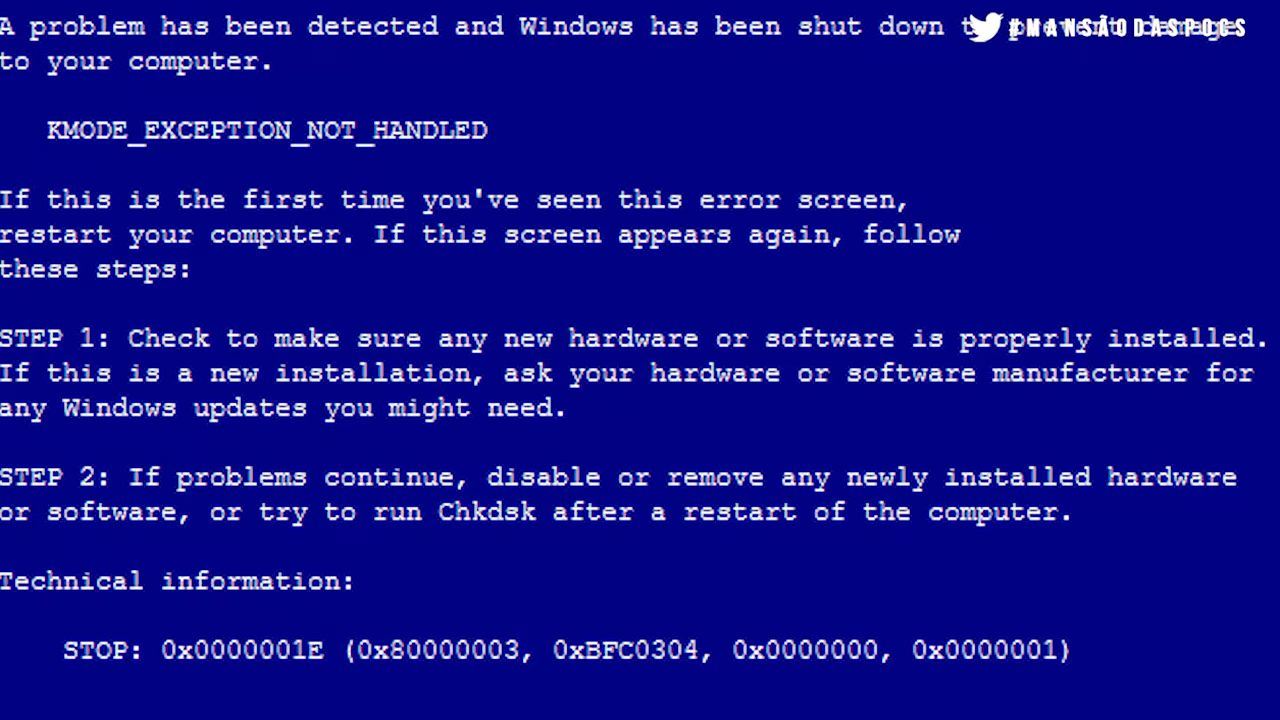 A problem has been detected and Windows has been shut down to prevent damage
#MANSÃODASPOCS
to your computer.
KMODE_EXCEPTION_NOT_HANDLED
If this is the first time you've seen this error screen,
restart your computer. If this screen appears again, follow
these steps:
STEP 1: Check to make sure any new hardware or software is properly installed.
If this is a new installation, ask your hardware or software manufacturer for
any Windows updates you might need.
STEP 2: If problems continue, disable or remove any newly installed hardware
or software, or try to run Chkdsk after a restart of the computer.
Technical information:
STOP: 0x0000001E (0x80000003, 0xBFC0304, 0x0000000, 0x0000001)